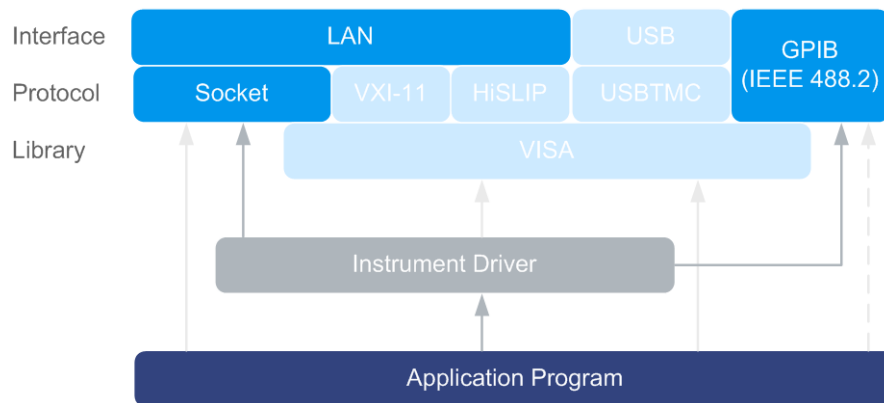 Interface
LAN
USB
GPIB
(IEEE 488.2)
Protocol
Socket
VXI-11
HiSLIP
USBTMC
Library
VISA
Instrument Driver
Application Program